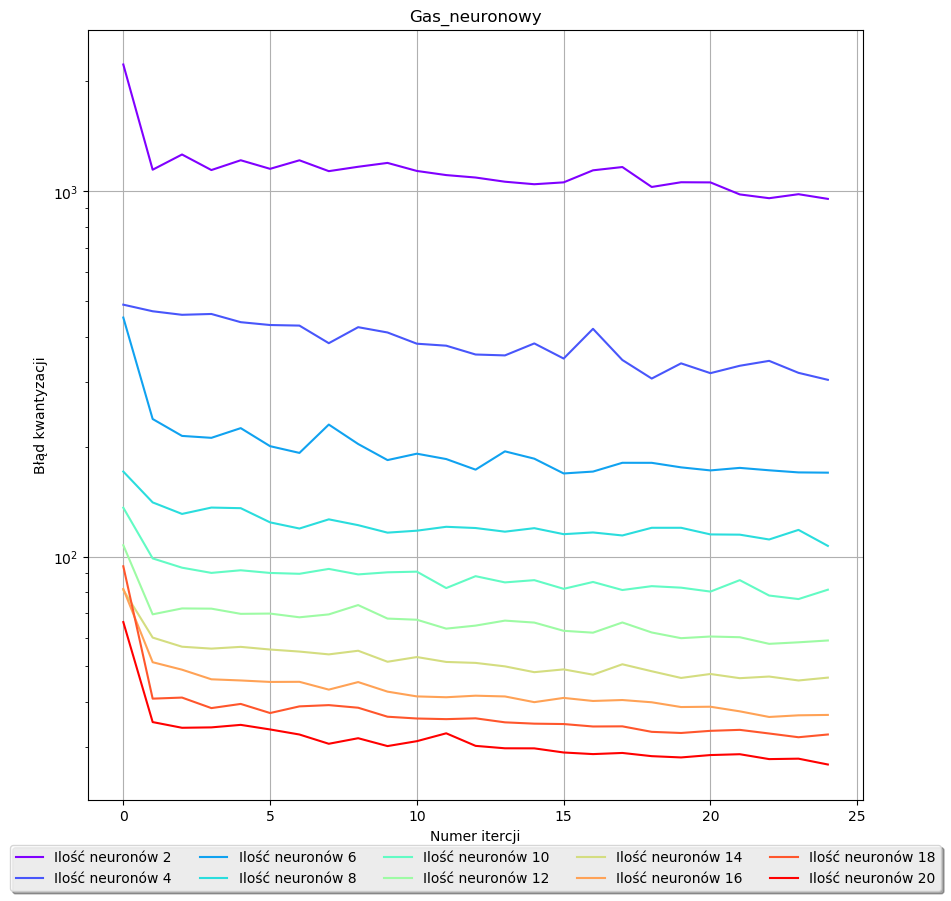 Gas_neuronowy
10³
10²
Błąd kwantyzacji
0 5 10 15 20 25
Numer itercji
Ilość neuronów 2 Ilość neuronów 6 Ilość neuronów 10 Ilość neuronów 14 Ilość neuronów 18
Ilość neuronów 4 Ilość neuronów 8 Ilość neuronów 12 Ilość neuronów 16 Ilość neuronów 20